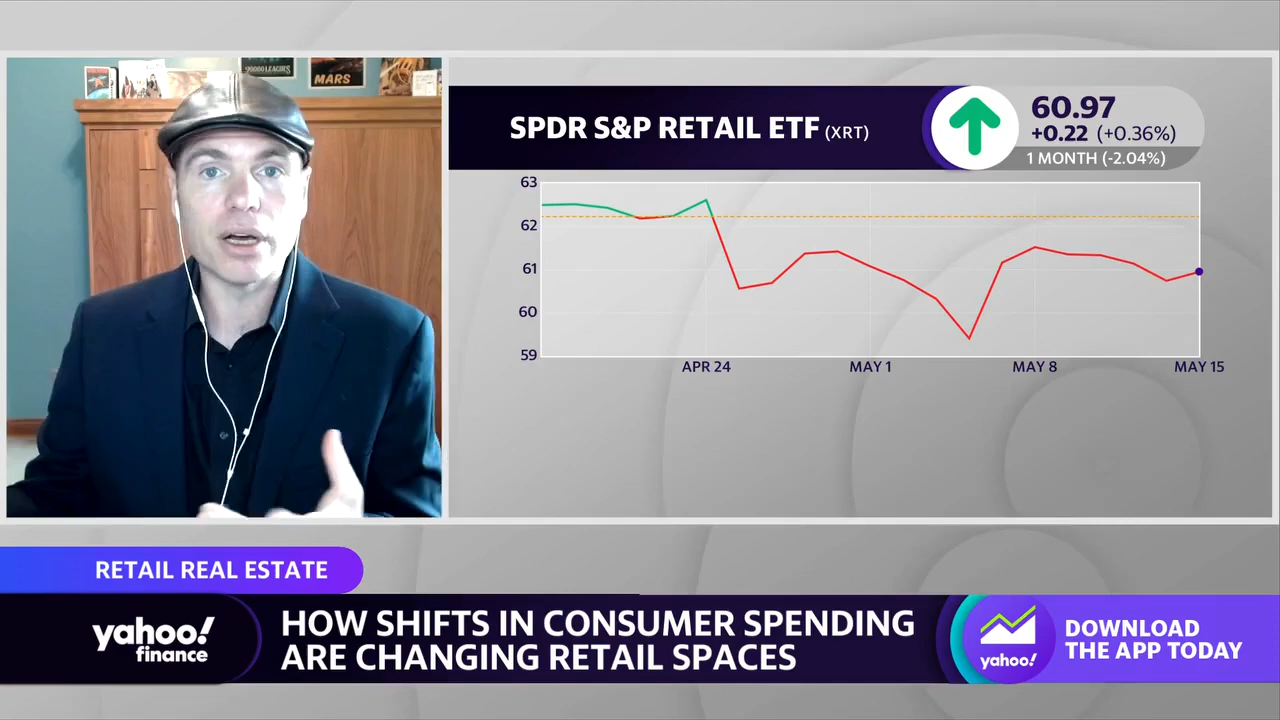 20000 LEAGUES
MARS
SPDR S&P RETAIL ETF (XRT)
60.97
+0.22 (+0.36%)
1 MONTH (-2.04%)
63
62
61
60
59
APR 24
MAY 1
MAY 8
MAY 15
RETAIL REAL ESTATE
yahoo!
finance
HOW SHIFTS IN CONSUMER SPENDING
ARE CHANGING RETAIL SPACES
yahoo!
DOWNLOAD
THE APP TODAY